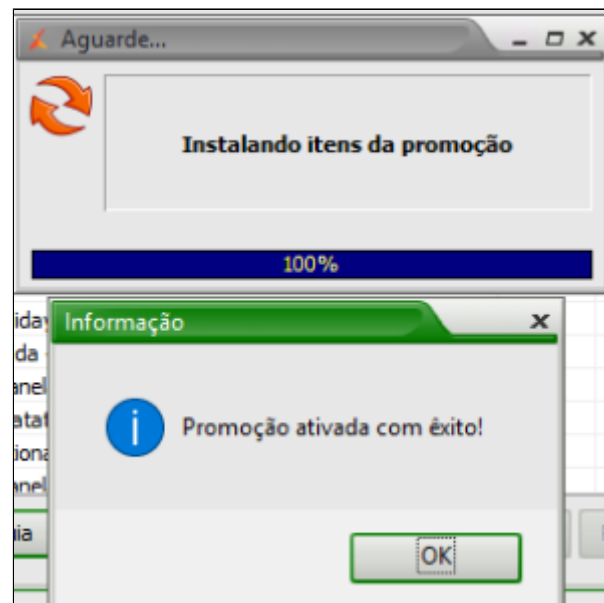 Aguarde...
Instalando itens da promoção
100%
Informação
Promoção ativada com êxito!
OK